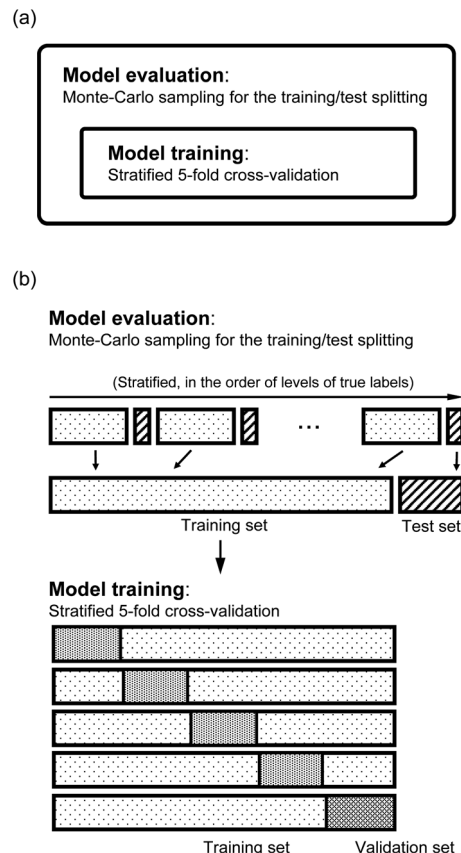 (a)
Model evaluation:
Monte-Carlo sampling for the training/test splitting
Model training:
Stratified 5-fold cross-validation
(b)
Model evaluation:
Monte-Carlo sampling for the training/test splitting
(Stratified, in the order of levels of true labels)
...
Training set Test set
Model training:
Stratified 5-fold cross-validation
Training set Validation set